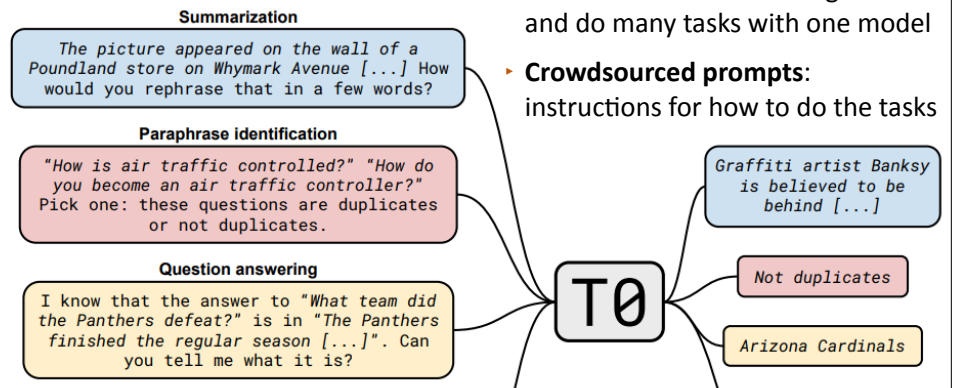 and do many tasks with one model
‣ Crowdsourced prompts:
instructions for how to do the tasks
Summarization
The picture appeared on the wall of a
Poundland store on Whymark Avenue [...] How
would you rephrase that in a few words?
Paraphrase identification
“How is air traffic controlled?” “How do
you become an air traffic controller?”
Pick one: these questions are duplicates
or not duplicates.
Question answering
I know that the answer to “What team did
the Panthers defeat?” is in “The Panthers
finished the regular season [...]”. Can
you tell me what it is?
T0
Graffiti artist Banksy
is believed to be
behind [...]
Not duplicates
Arizona Cardinals